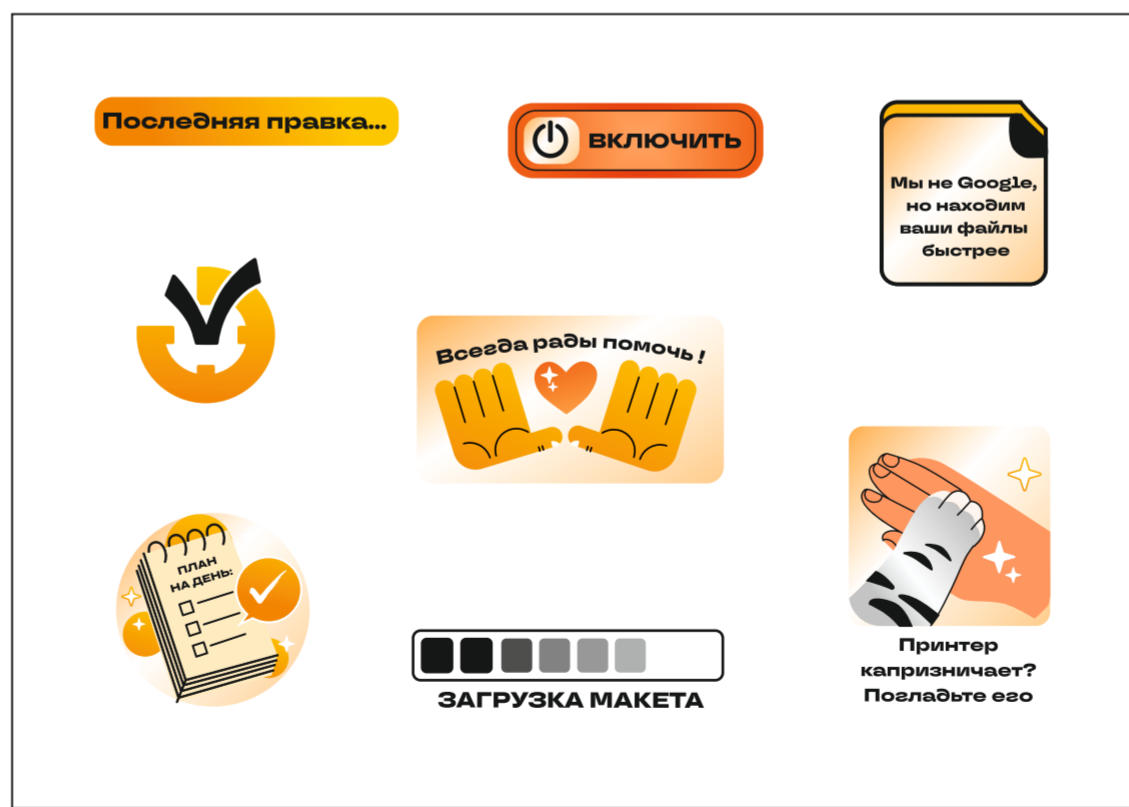 Последняя правка...
ВКЛЮЧИТЬ
Мы не Google,
но находим
ваши файлы
быстрее
Всегда рады помочь!
ПЛАН
НА ДЕНЬ:
ЗАГРУЗКА МАКЕТА
Принтер
капризничает?
Погладьте его